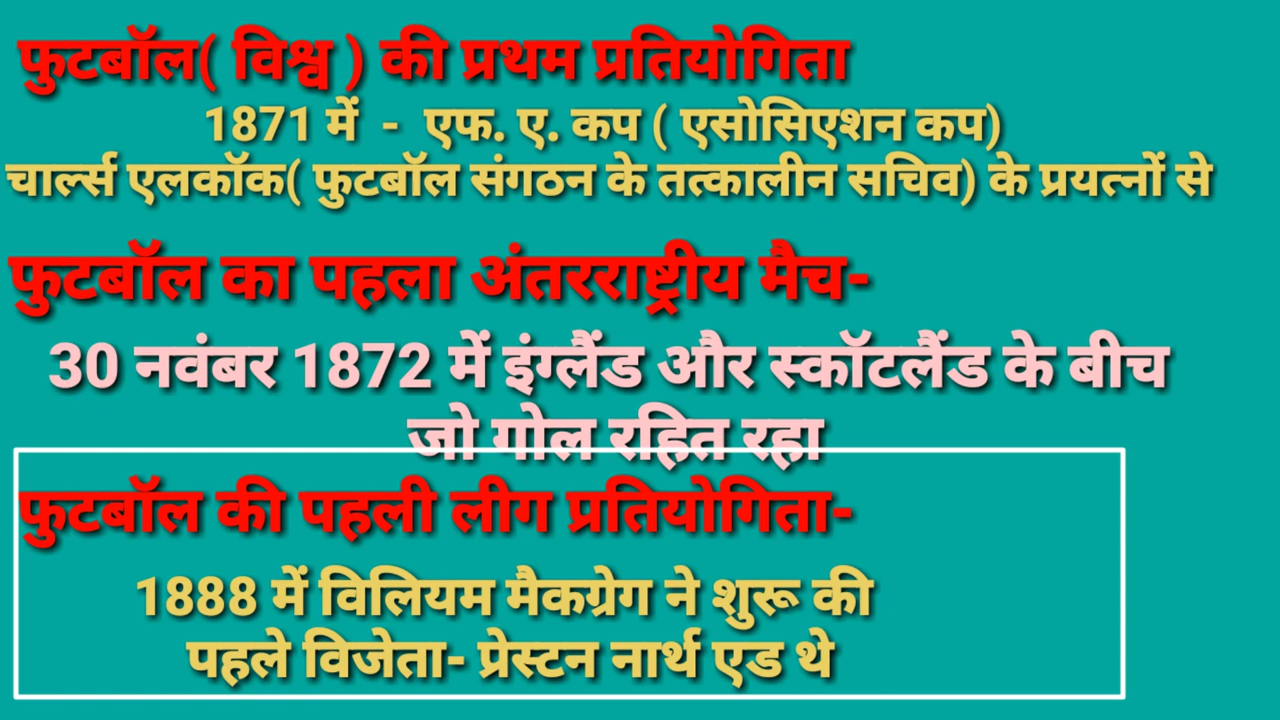 फुटबॉल( विश्व ) की प्रथम प्रतियोगिता
1871 में - एफ. ए. कप ( एसोसिएशन कप)
चार्ल्स एलकॉक( फुटबॉल संगठन के तत्कालीन सचिव) के प्रयत्नों से
फुटबॉल का पहला अंतरराष्ट्रीय मैच-
30 नवंबर 1872 में इंग्लैंड और स्कॉटलैंड के बीच
जो गोल रहित रहा
फुटबॉल की पहली लीग प्रतियोगिता-
1888 में विलियम मैकग्रेग ने शुरू की
पहले विजेता- प्रेस्टन नार्थ एड थे